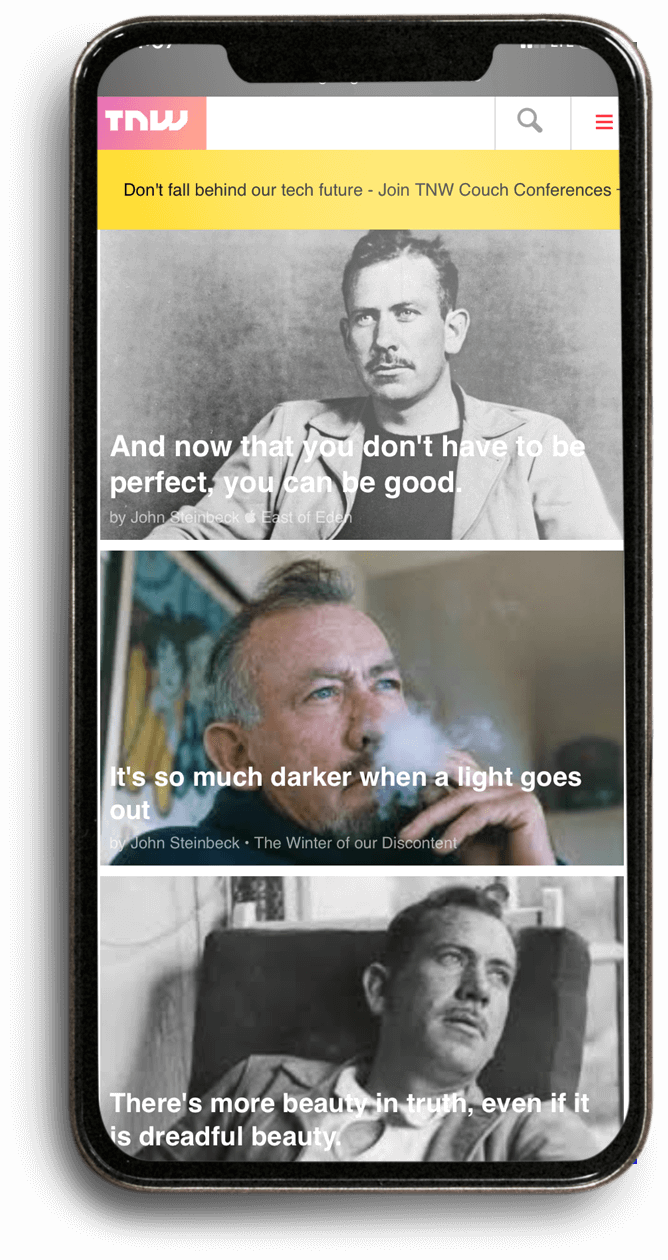 LTE
TNW
Don't fall behind our tech future - Join TNW Couch Conferences
And now that you don't have to be
perfect, you can be good.
by John Steinbeck  East of Eden
It's so much darker when a light goes
out
by John Steinbeck • The Winter of our Discontent
There's more beauty in truth, even if it
is dreadful beauty.